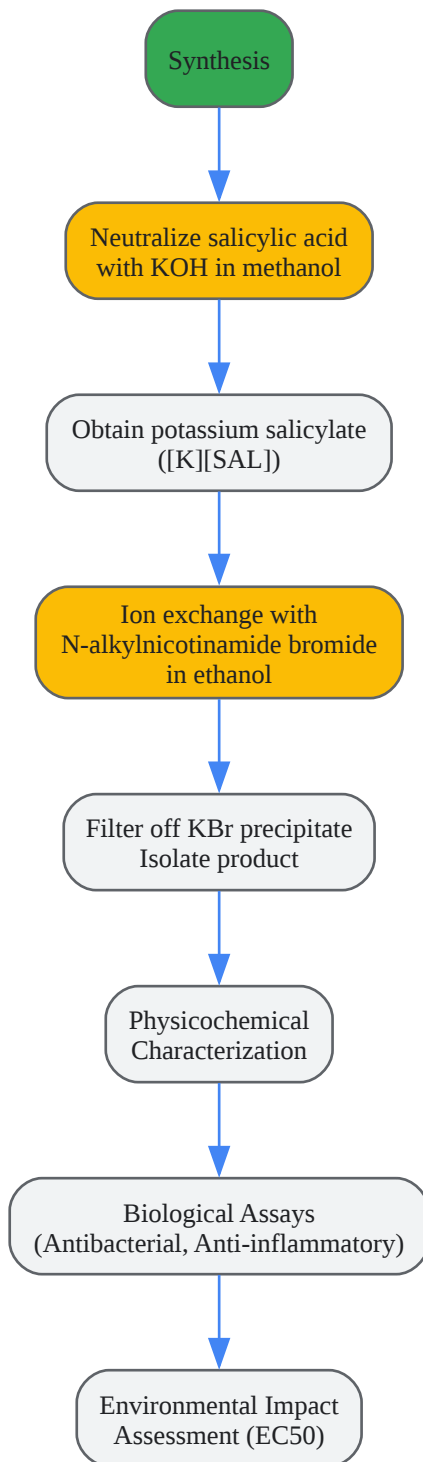 Synthesis
Neutralize salicylic acid
with KOH in methanol
Obtain potassium salicylate
([K][SAL])
Ion exchange with
N-alkylnicotinamide bromide
in ethanol
Filter off KBr precipitate
Isolate product
Physicochemical
Characterization
Biological Assays
(Antibacterial, Anti-inflammatory)
Environmental Impact
Assessment (EC50)